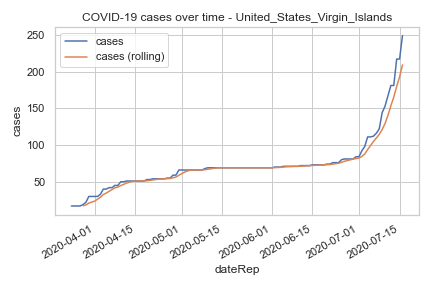 COVID-19 cases over time - United_States_Virgin_Islands
cases
cases (rolling)
250
200
150
100
50
cases
2020-04-01
2020-04-15
2020-05-01
2020-05-15
2020-06-01
2020-06-15
2020-07-01
2020-07-15
dateRep